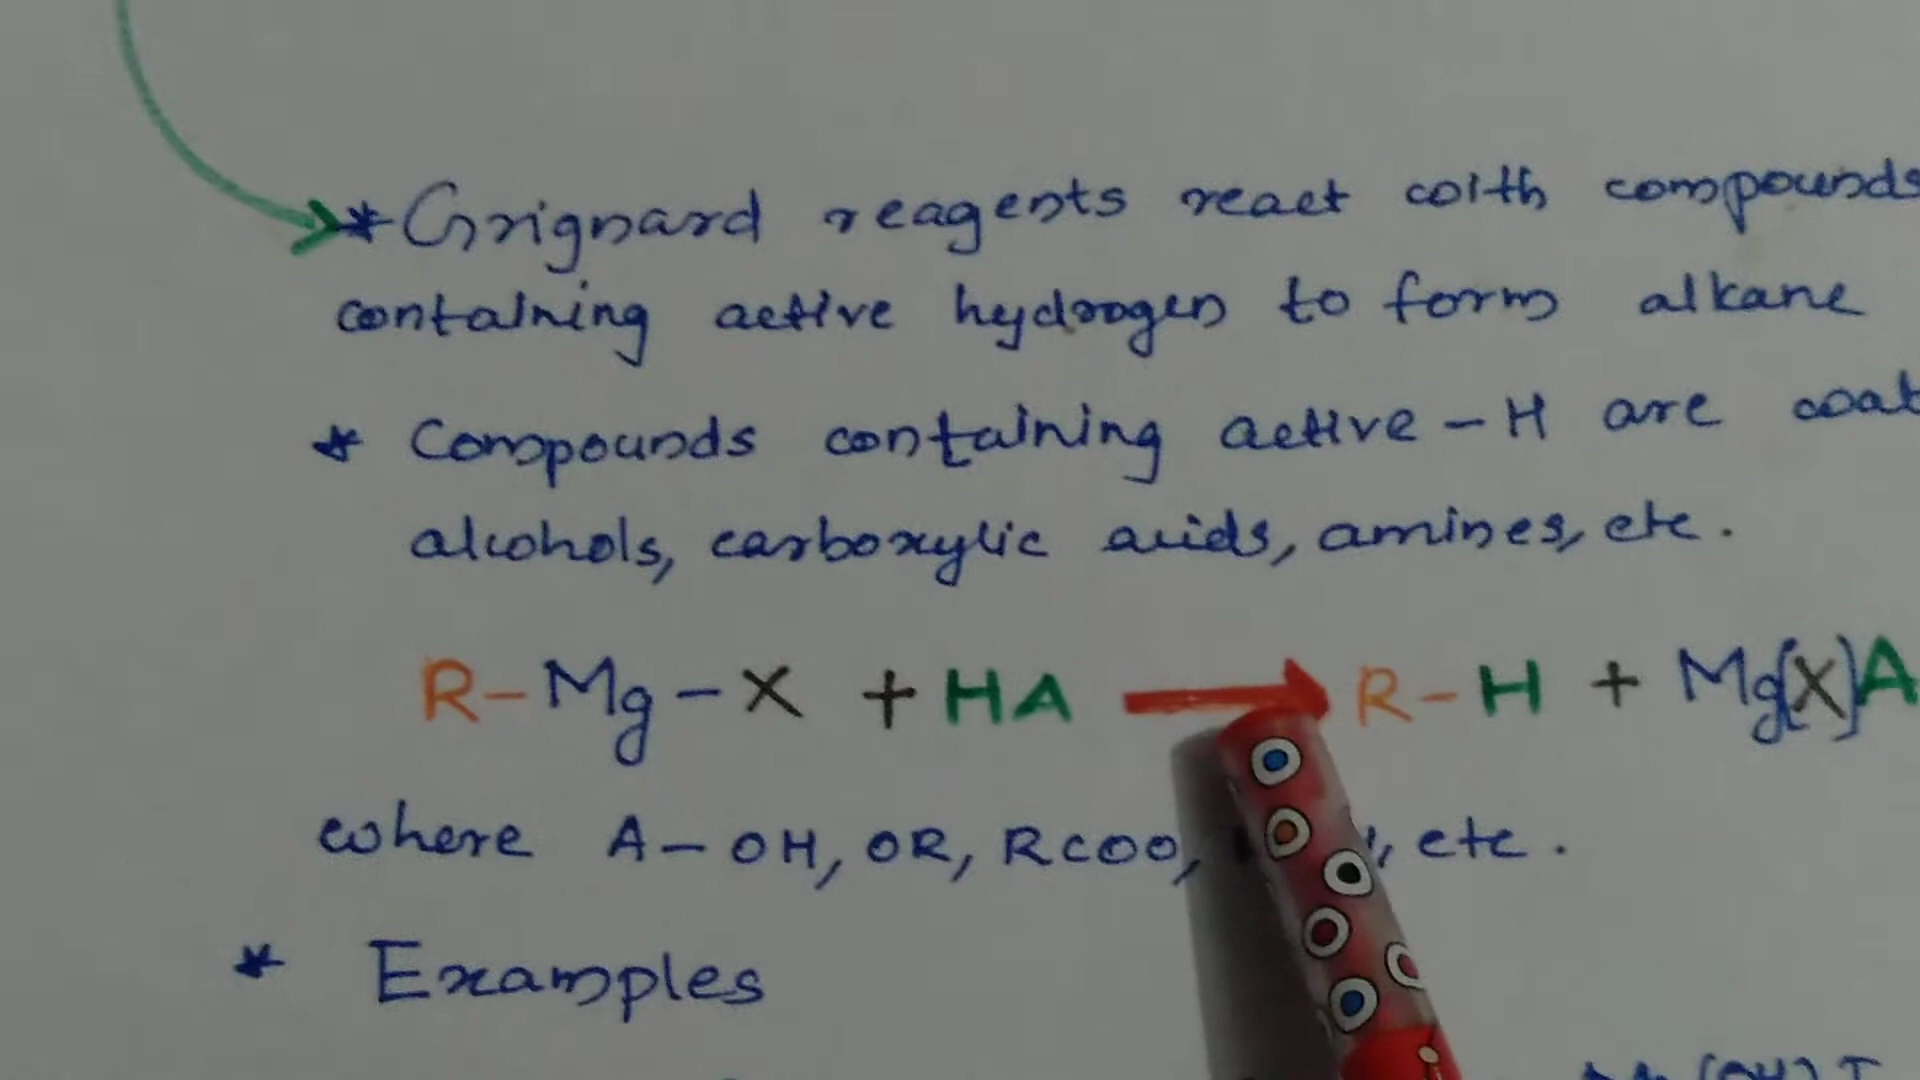 * Grignard reagents react with compounds
containing active hydrogen to form alkane
* Compounds containing active - H are
alcohols, carboxylic acids, amines, etc.
R - Mg - X + HA → R - H + Mg(X)A
where A - OH, OR, RCOO, etc.
* Examples